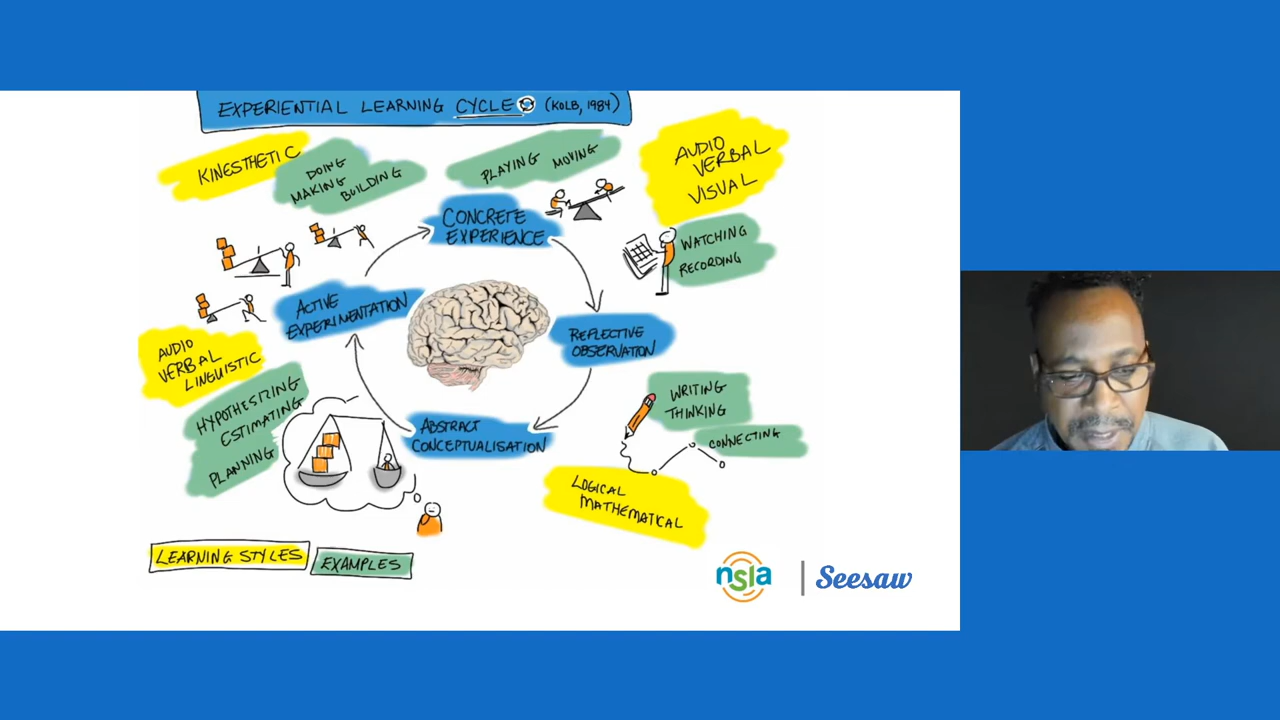 EXPERIENTIAL LEARNING CYCLE (KOLB, 1984)
KINESTHETIC
DOING
MAKING
BUILDING
PLAYING MOVING
AUDIO
VERBAL
VISUAL
CONCRETE
EXPERIENCE
WATCHING
RECORDING
ACTIVE
EXPERIMENTATION
REFLECTIVE
OBSERVATION
AUDIO
VERBAL
LINGUISTIC
HYPOTHESIZING
ESTIMATING
PLANNING
ABSTRACT
CONCEPTUALISATION
WRITING
THINKING
CONNECTING
LOGICAL
MATHEMATICAL
LEARNING STYLES
EXAMPLES
nsla
Seesaw